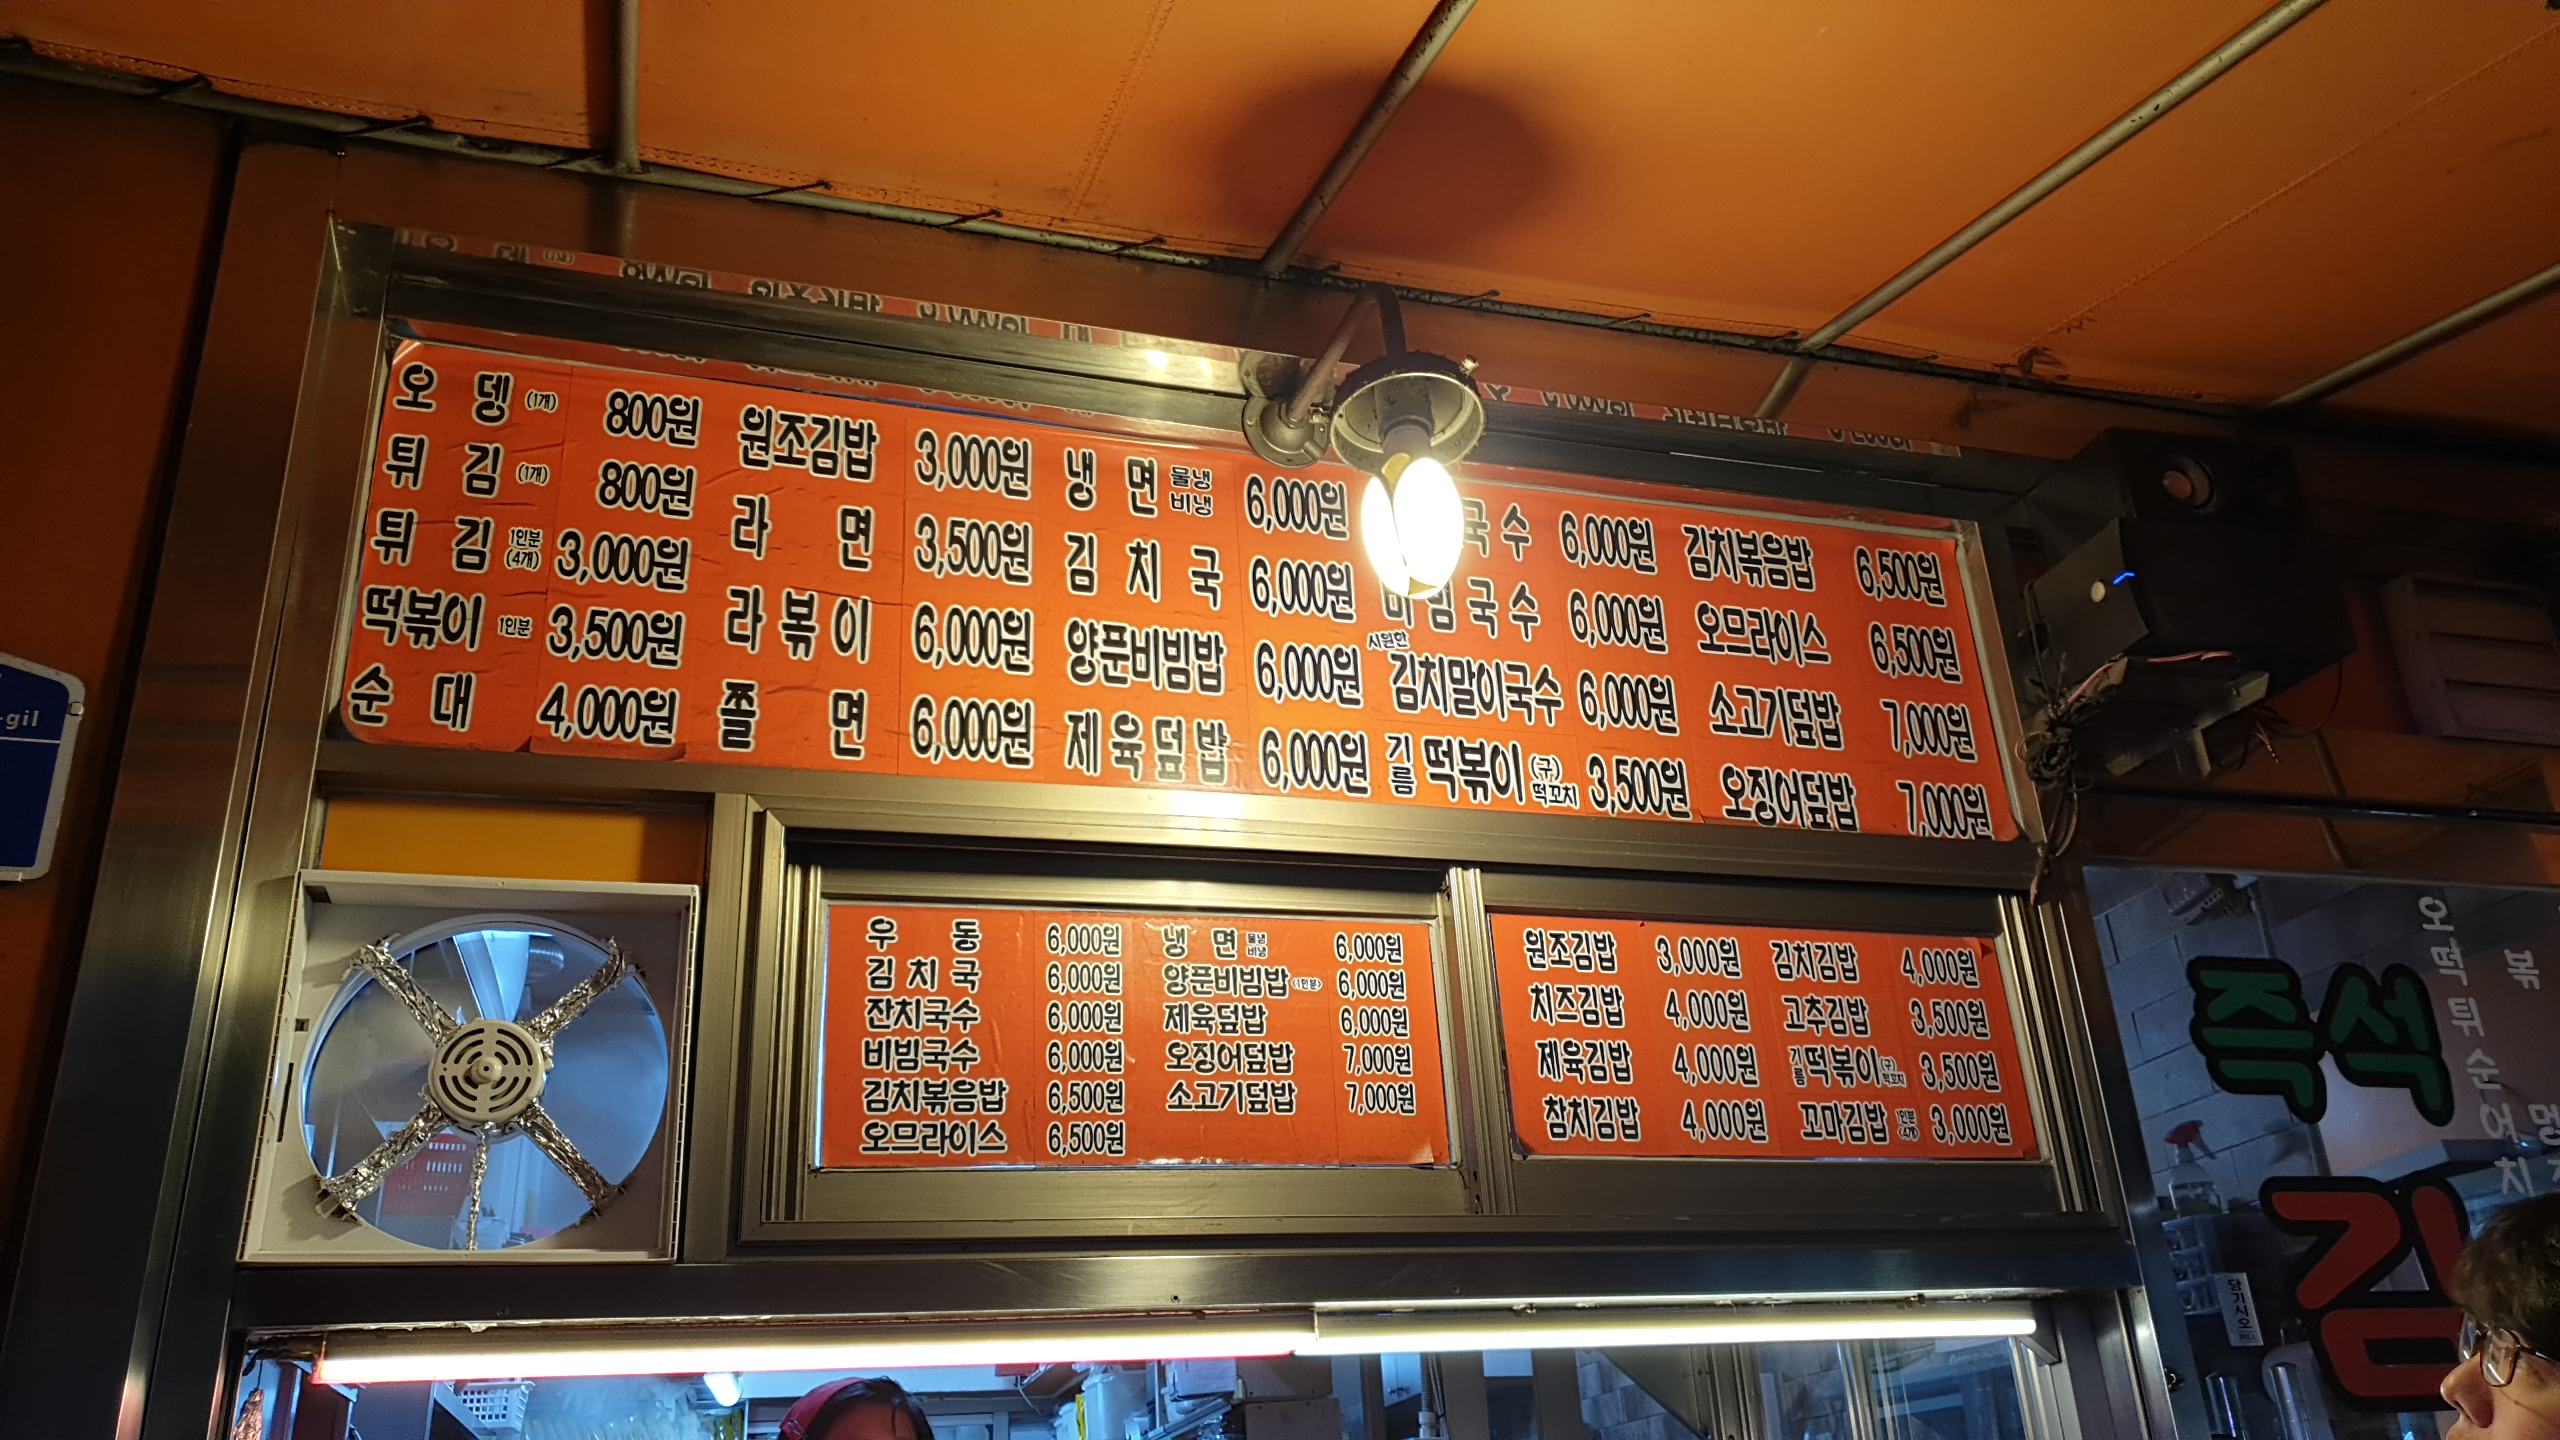 오 뎅 (1개) 800원
튀 김 (1개) 800원
튀 김 1인분 (4개) 3,000원
떡볶이 1인분 3,500원
순 대 4,000원
원조김밥 3,000원
라 면 3,500원
라 볶 이 6,000원
쫄 면 6,000원
냉 면 물냉 비냉 6,000원
김 치 국 6,000원
양푼비빔밥 6,000원
제 육 덮 밥 6,000원
국 수 6,000원
비 빔 국 수 6,000원
시원한
김치말이국수 6,000원
기름 떡볶이 (구) 떡꼬치 3,500원
김치볶음밥 6,500원
오므라이스 6,500원
소고기덮밥 7,000원
오징어덮밥 7,000원
우 동 6,000원
김 치 국 6,000원
잔치국수 6,000원
비빔국수 6,000원
김치볶음밥 6,500원
오므라이스 6,500원
냉 면 물냉 비냉 6,000원
양푼비빔밥 (1인분) 6,000원
제육덮밥 6,000원
오징어덮밥 7,000원
소고기덮밥 7,000원
원조김밥 3,000원
치즈김밥 4,000원
제육김밥 4,000원
참치김밥 4,000원
김치김밥 4,000원
고추김밥 3,500원
기름 떡볶이 (구) 떡꼬치 3,500원
꼬마김밥 1인분 (4개) 3,000원
-gil
즉석
김
당기시오